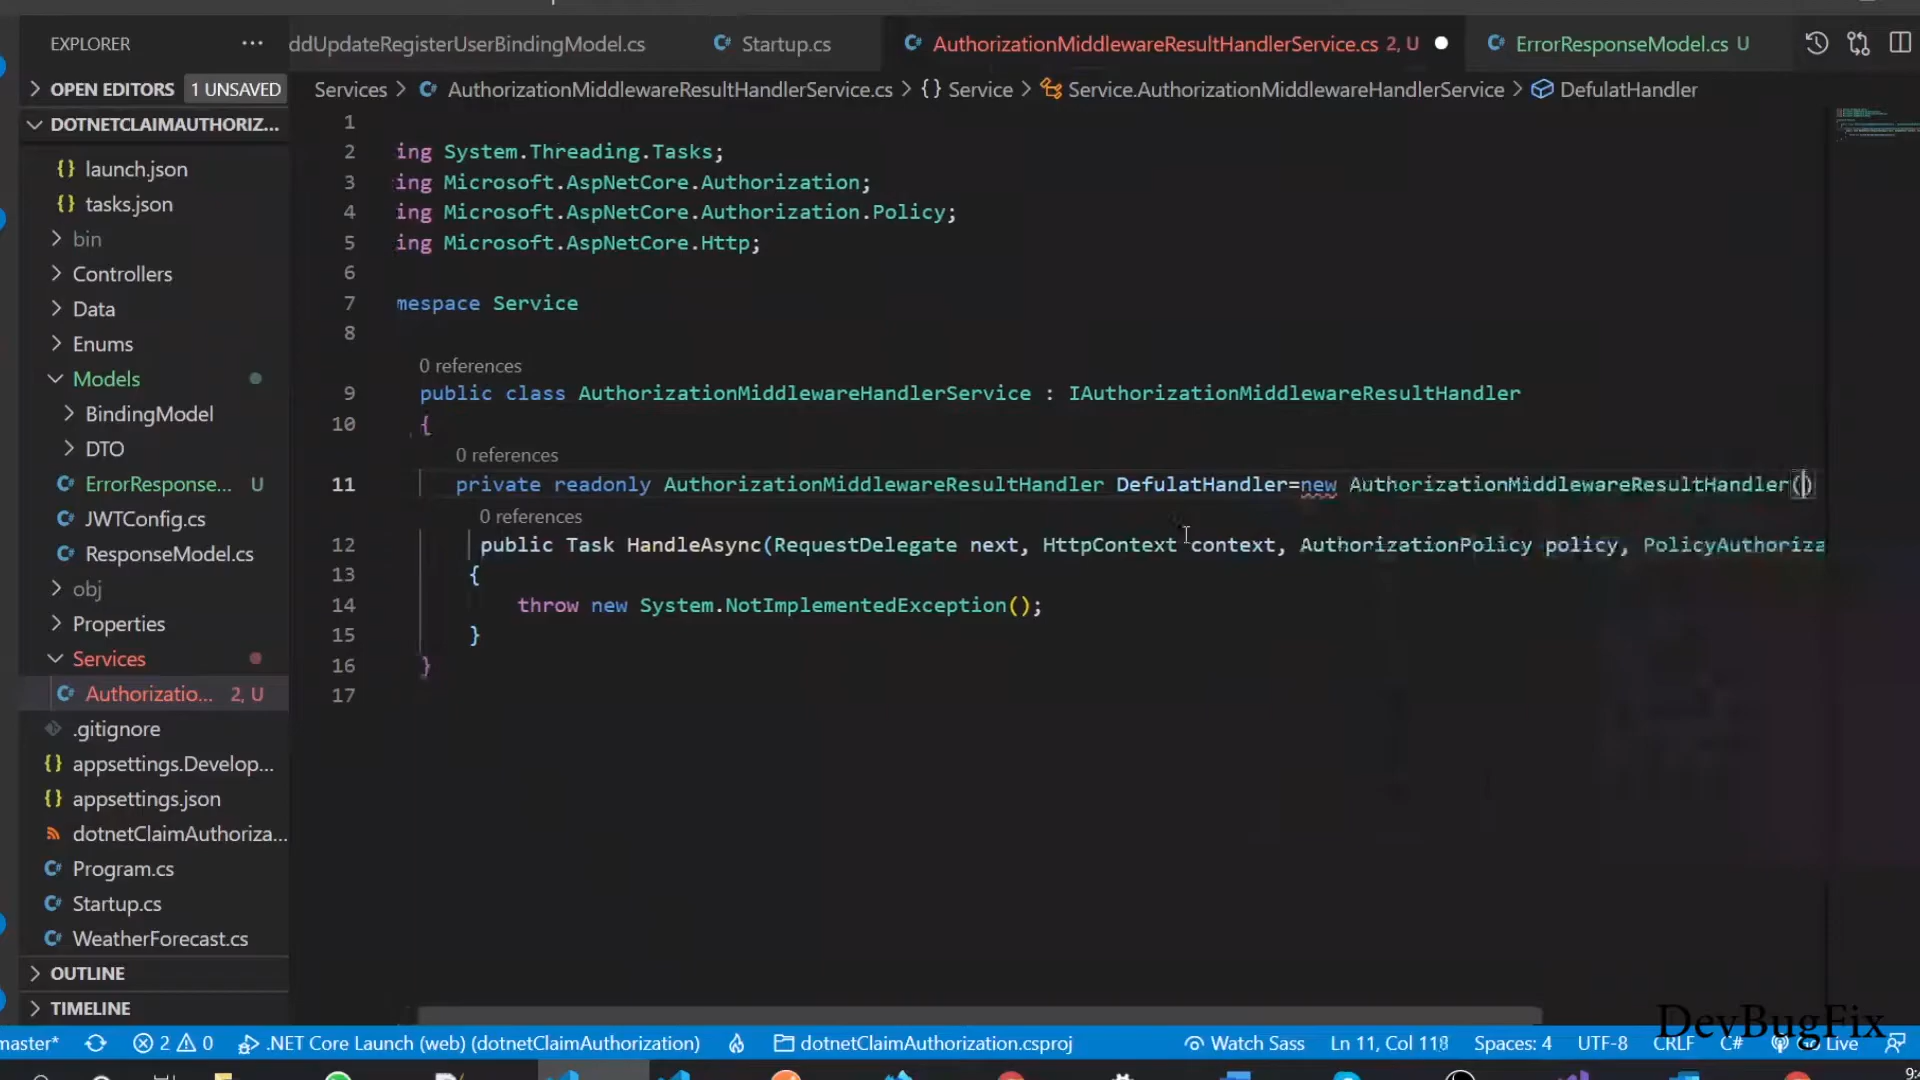 EXPLORER
OPEN EDITORS 1 UNSAVED
DOTNETCLAIMAUTHORIZ...
launch.json
tasks.json
bin
Controllers
Data
Enums
Models
BindingModel
DTO
ErrorResponse... U
JWTConfig.cs
ResponseModel.cs
obj
Properties
Services
Authorizatio... 2, U
.gitignore
appsettings.Develop...
appsettings.json
dotnetClaimAuthoriza...
Program.cs
Startup.cs
WeatherForecast.cs
OUTLINE
TIMELINE
ddUpdateRegisterUserBindingModel.cs Startup.cs AuthorizationMiddlewareResultHandlerService.cs 2, U ErrorResponseModel.cs U
Services > AuthorizationMiddlewareResultHandlerService.cs > {} Service > Service.AuthorizationMiddlewareHandlerService > DefulatHandler
1
2 ing System.Threading.Tasks;
3 ing Microsoft.AspNetCore.Authorization;
4 ing Microsoft.AspNetCore.Authorization.Policy;
5 ing Microsoft.AspNetCore.Http;
6
7 mespace Service
8
0 references
9 public class AuthorizationMiddlewareHandlerService : IAuthorizationMiddlewareResultHandler
10 {
0 references
11 private readonly AuthorizationMiddlewareResultHandler DefulatHandler=new AuthorizationMiddlewareResultHandler()
0 references
12 public Task HandleAsync(RequestDelegate next, HttpContext context, AuthorizationPolicy policy, PolicyAuthoriza
13 {
14 throw new System.NotImplementedException();
15 }
16 }
17
DevBugFix
master* 2 0 .NET Core Launch (web) (dotnetClaimAuthorization) dotnetClaimAuthorization.csproj Watch Sass Ln 11, Col 118 Spaces: 4 UTF-8 CRLF C# Go Live